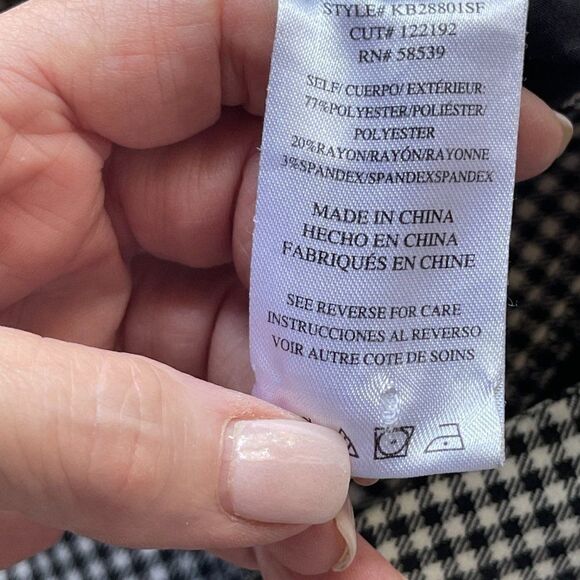 STYLE# KB28801SF
CUT# 122192
RN# 58539
SELF/ CUERPO/ EXTÉRIEUR:
77%POLYESTER/POLIÉSTER/
POLYESTER
20%RAYON/RAYÓN/RAYONNE
3%SPANDEX/SPANDEXSPANDEX
MADE IN CHINA
HECHO EN CHINA
FABRIQUÉS EN CHINE
SEE REVERSE FOR CARE
INSTRUCCIONES AL REVERSO
VOIR AUTRE COTE DE SOINS